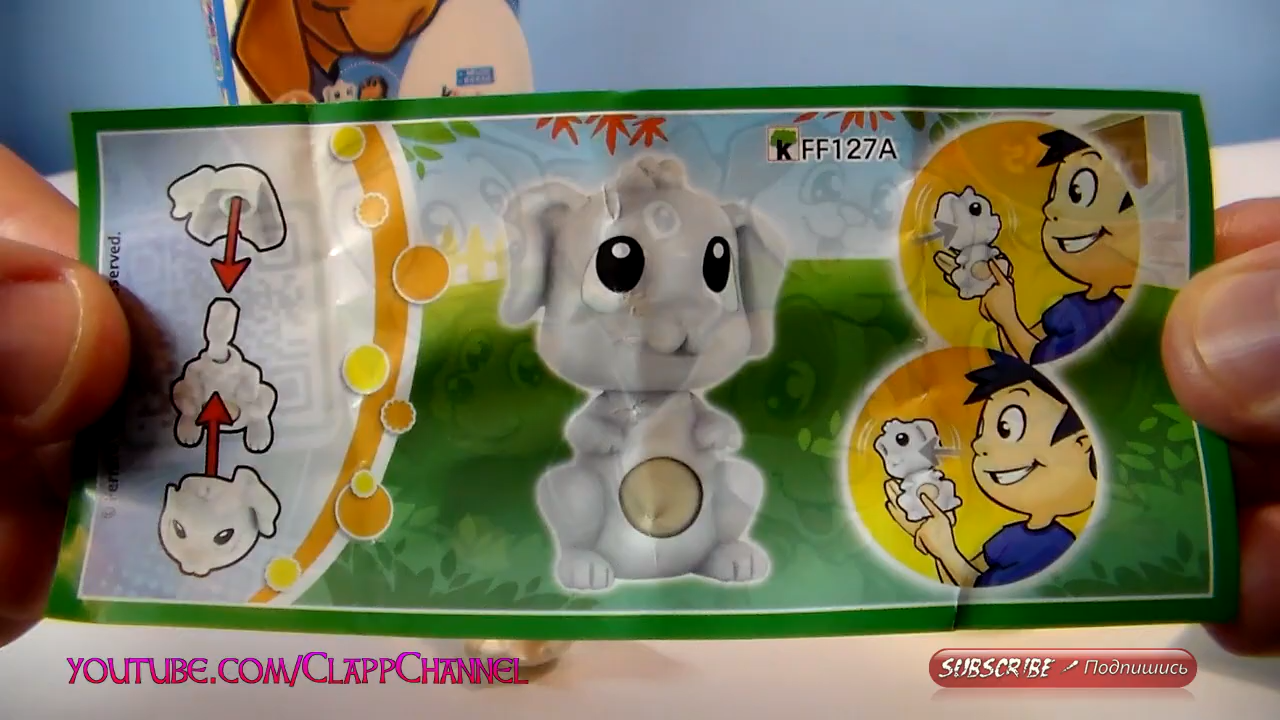 K FF127A
served.
YOUTUBE.COM/CLAPPCHANNEL
SUBSCRIBE Подпишись